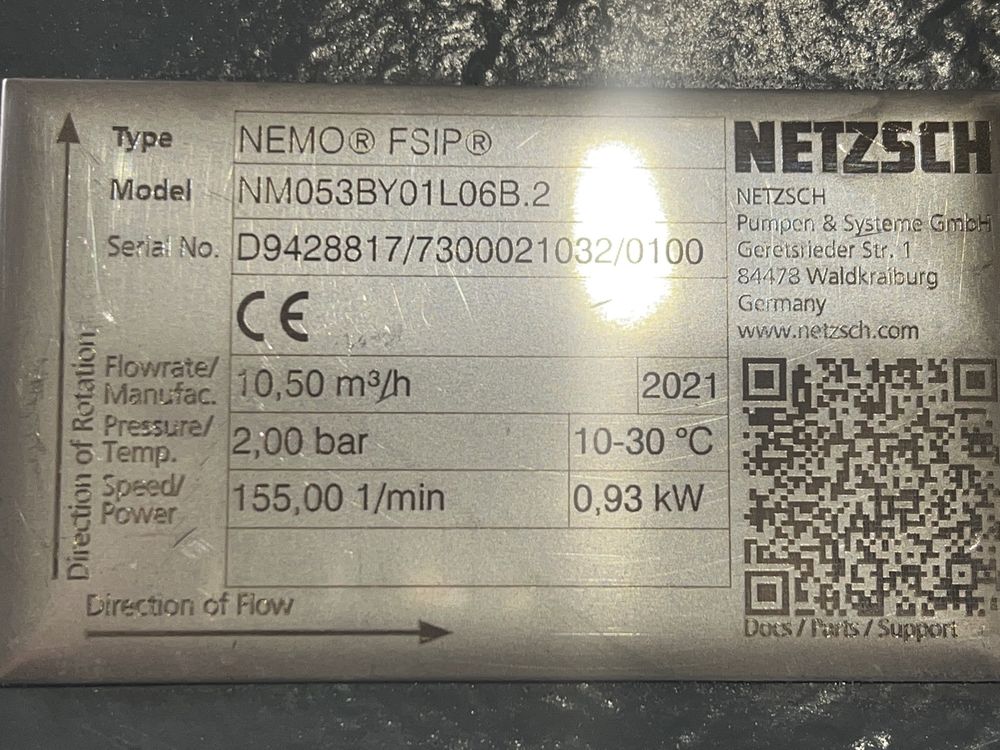 Type NEMO® FSIP®
Model NM053BY01L06B.2
Serial No. D9428817/7300021032/0100
CE
Flowrate/
Manufac. 10,50 m³/h 2021
Pressure/
Temp. 2,00 bar 10-30 °C
Speed/
Power 155,00 1/min 0,93 kW
Direction of Rotation
Direction of Flow
NETZSCH
NETZSCH
Pumpen & Systeme GmbH
Geretsrieder Str. 1
84478 Waldkraiburg
Germany
www.netzsch.com
Docs / Parts / Support